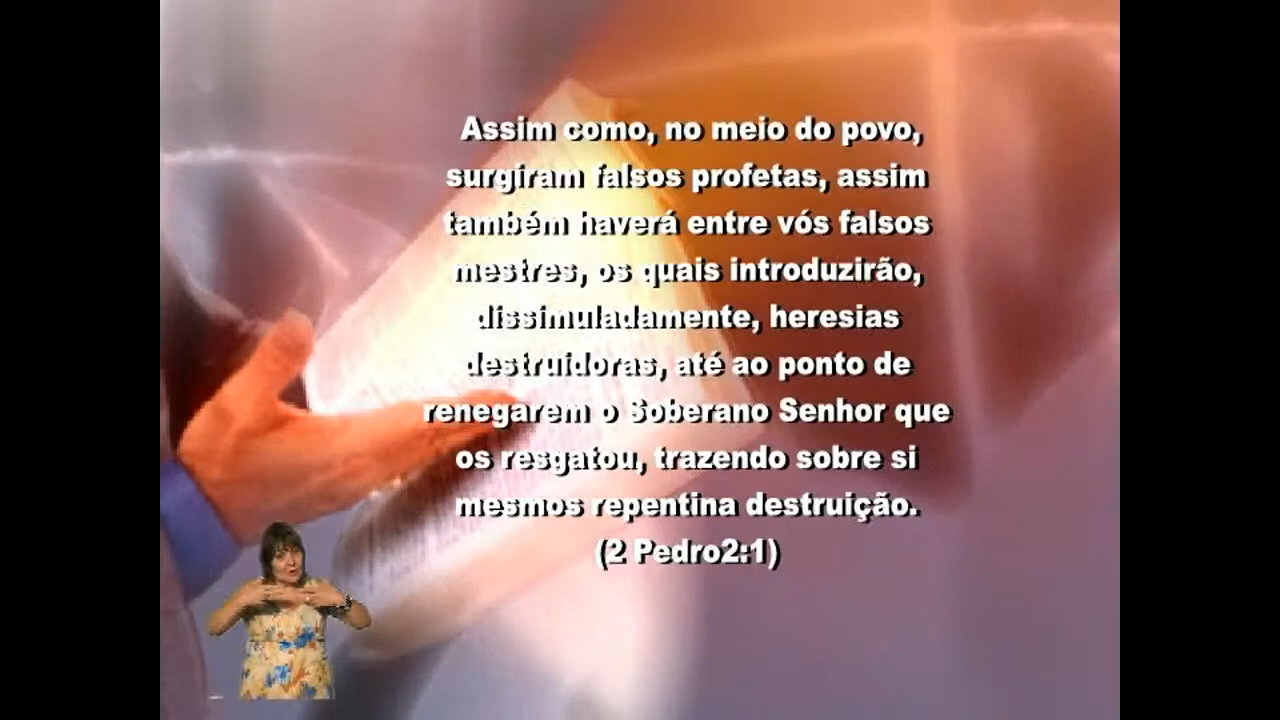 Assim como, no meio do povo,
surgiram falsos profetas, assim
também haverá entre vós falsos
mestres, os quais introduzirão,
dissimuladamente, heresias
destruidoras, até ao ponto de
renegarem o Soberano Senhor que
os resgatou, trazendo sobre si
mesmos repentina destruição.
(2 Pedro2:1)